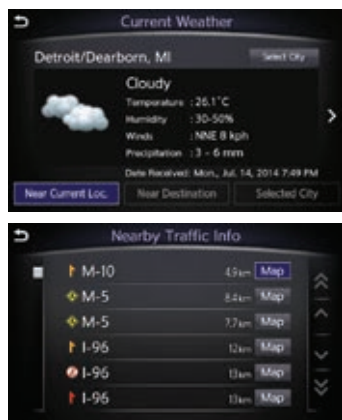 Current Weather
Detroit/Dearborn, MI
Select City
Cloudy
Temperature : 26.1°C
Humidity : 30-50%
Winds : NNE 8 kph
Precipitation : 3 - 6 mm
Date Received: Mon., Jul. 14, 2014 7:49 PM
Near Current Loc. Near Destination Selected City
Nearby Traffic Info
M-10 4.9km Map
M-5 8.4km Map
M-5 7.7km Map
I-96 12km Map
I-96 13km Map
I-96 13km Map